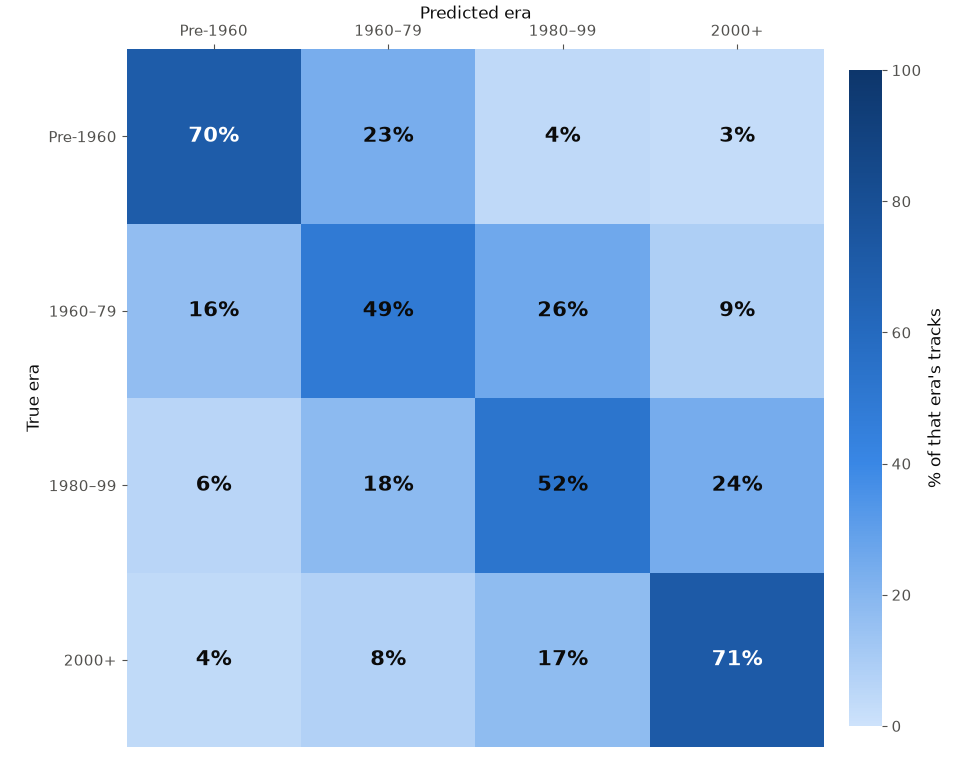 Predicted era
Pre-1960 1960–79 1980–99 2000+
Pre-1960 70% 23% 4% 3%
1960–79 16% 49% 26% 9%
1980–99 6% 18% 52% 24%
2000+ 4% 8% 17% 71%
True era
100
80
60
40
20
0
% of that era's tracks